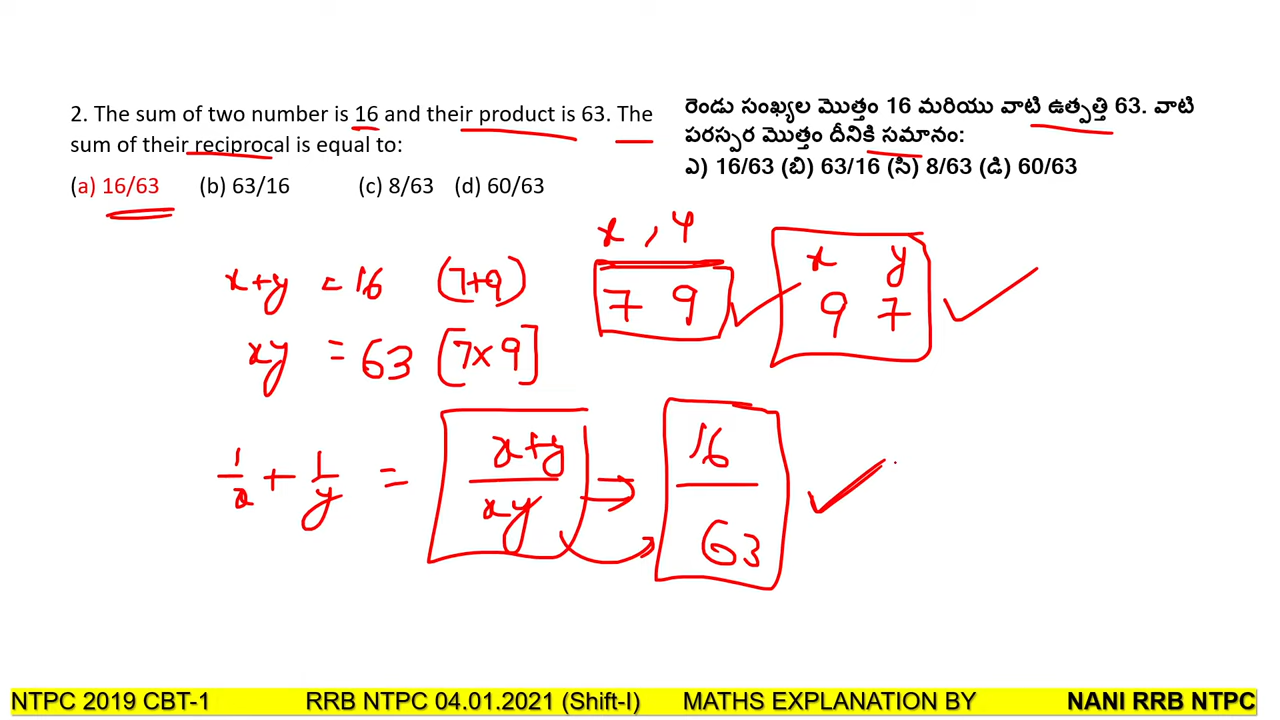 2. The sum of two number is 16 and their product is 63. The
sum of their reciprocal is equal to:
(a) 16/63 (b) 63/16 (c) 8/63 (d) 60/63
రెండు సంఖ్యల మొత్తం 16 మరియు వాటి ఉత్పత్తి 63. వాటి
పరస్పర మొత్తం దీనికి సమానం:
ఎ) 16/63 (బి) 63/16 (సి) 8/63 (డి) 60/63
x , y
7 9
x y
9 7
x+y = 16 (7+9)
xy = 63 [7×9]
1/x + 1/y = x+y/xy ⇒ 16/63
NTPC 2019 CBT-1 RRB NTPC 04.01.2021 (Shift-I) MATHS EXPLANATION BY NANI RRB NTPC